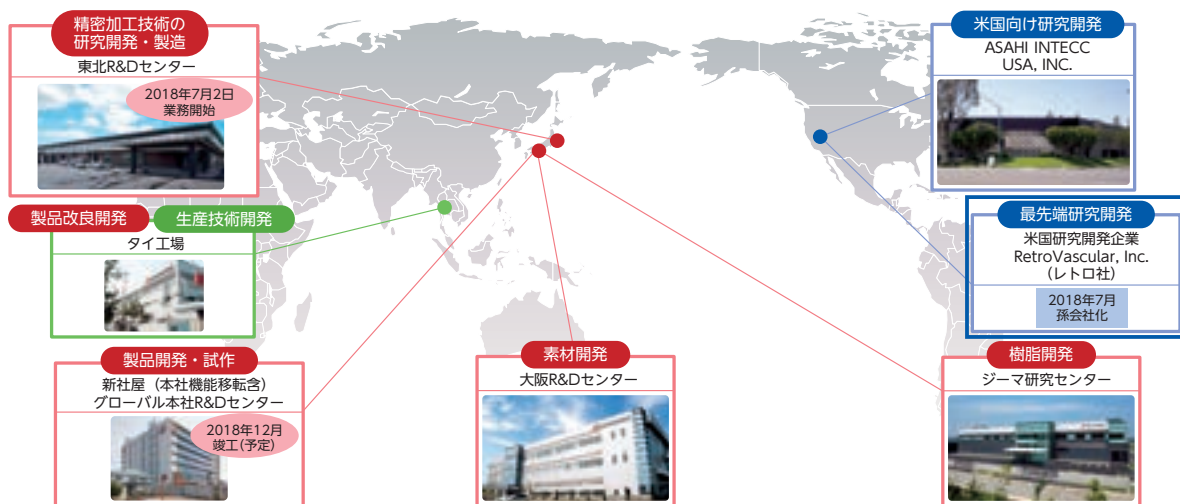 精密加工技術の
研究開発・製造
東北R&Dセンター
2018年7月2日
業務開始
米国向け研究開発
ASAHI INTECC
USA, INC.
製品改良開発
生産技術開発
タイ工場
最先端研究開発
米国研究開発企業
RetroVascular, Inc.
（レトロ社）
2018年7月
孫会社化
製品開発・試作
新社屋（本社機能移転含）
グローバル本社R&Dセンター
2018年12月
竣工（予定）
素材開発
大阪R&Dセンター
樹脂開発
ジーマ研究センター